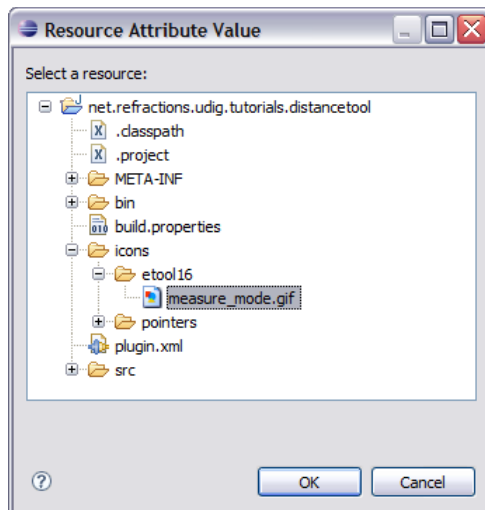 Resource Attribute Value
Select a resource:
net.refractions.udig.tutorials.distancetool
.classpath
.project
META-INF
bin
build.properties
icons
etool16
measure_mode.gif
pointers
plugin.xml
src
OK Cancel